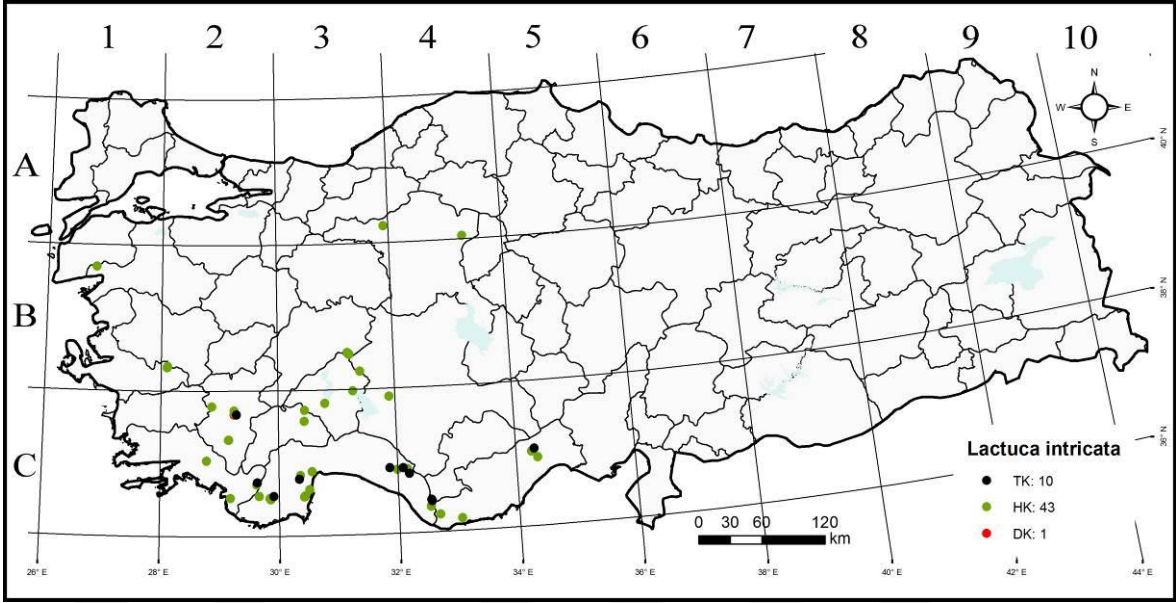 1 2 3 4 5 6 7 8 9 10
N
W E
S
A
B
C
40° N
38° N
36° N
Lactuca intricata
TK: 10
HK: 43
DK: 1
0 30 60 120
km
26° E 28° E 30° E 32° E 34° E 36° E 38° E 40° E 42° E 44° E